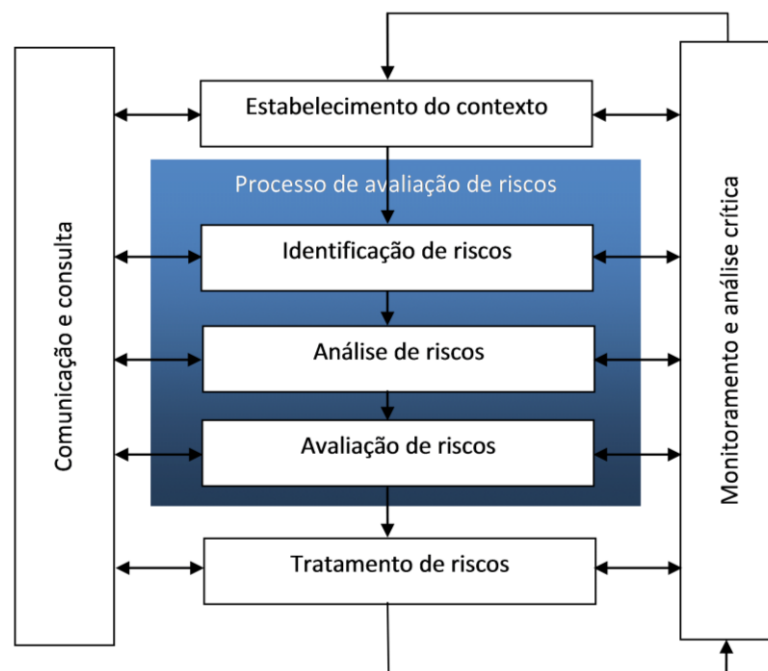 Estabelecimento do contexto
Processo de avaliação de riscos
Identificação de riscos
Análise de riscos
Avaliação de riscos
Tratamento de riscos
Comunicação e consulta
Monitoramento e análise crítica